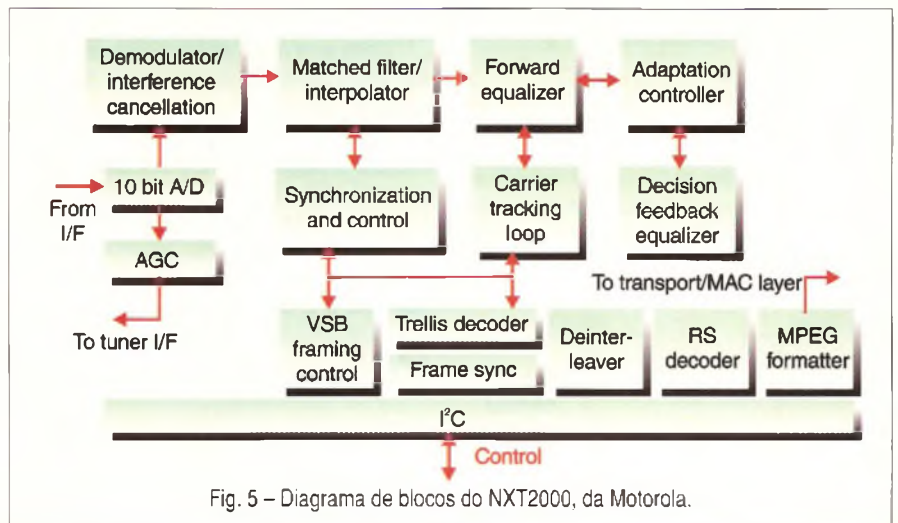 Demodulator/
interference
cancellation
Matched filter/
interpolator
Forward
equalizer
Adaptation
controller
From
I/F
10 bit A/D
Synchronization
and control
Carrier
tracking
loop
Decision
feedback
equalizer
AGC
To tuner I/F
To transport/MAC layer
VSB
framing
control
Trellis decoder
Frame sync
Deinter-
leaver
RS
decoder
MPEG
formatter
I²C
Control
Fig. 5 – Diagrama de blocos do NXT2000, da Motorola.